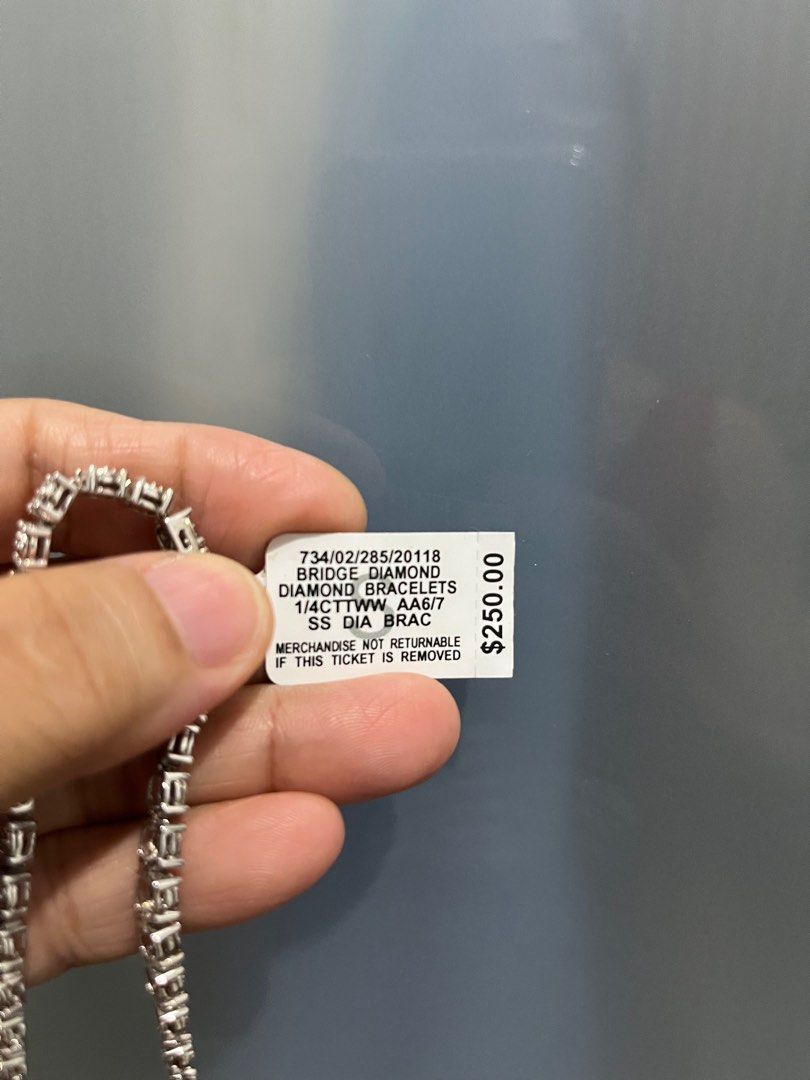 734/02/285/20118
BRIDGE DIAMOND
DIAMOND BRACELETS
1/4CTTWW AA6/7
SS DIA BRAC
MERCHANDISE NOT RETURNABLE
IF THIS TICKET IS REMOVED
$250.00
S